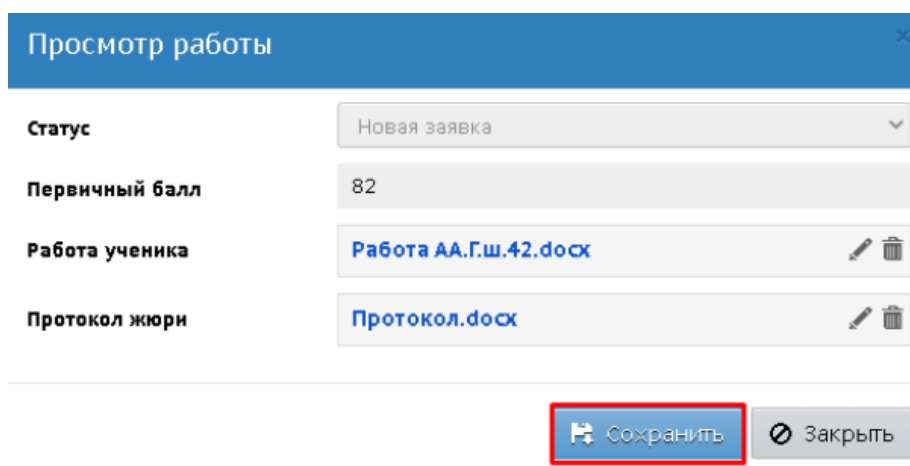 Просмотр работы
Статус Новая заявка
Первичный балл 82
Работа ученика Работа АА.Г.ш.42.docx
Протокол жюри Протокол.docx
Сохранить Закрыть